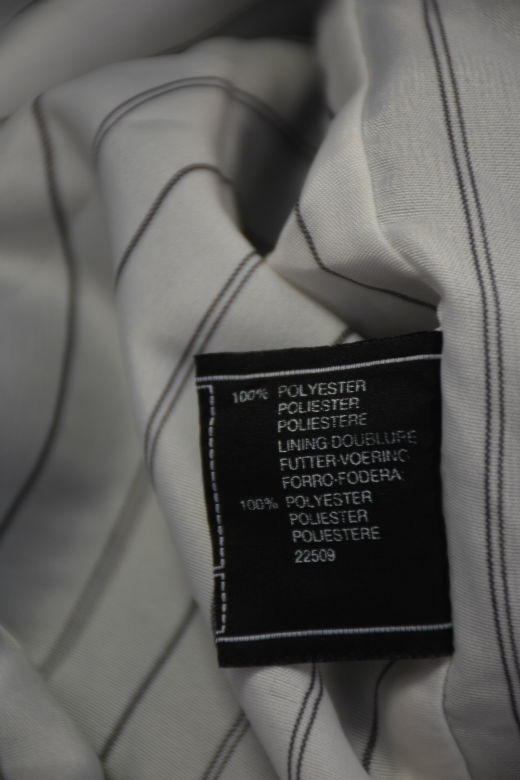 100% POLYESTER
POLIESTER
POLIESTERE
LINING DOUBLURE
FUTTER-VOERING
FORRO-FODERA:
100% POLYESTER
POLIESTER
POLIESTERE
22509